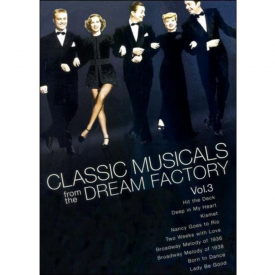 CLASSIC MUSICALS
from the DREAM FACTORY
Vol.3
Hit the Deck
Deep in My Heart
Kismet
Nancy Goes to Rio
Two Weeks with Love
Broadway Melody of 1936
Broadway Melody of 1938
Born to Dance
Lady Be Good